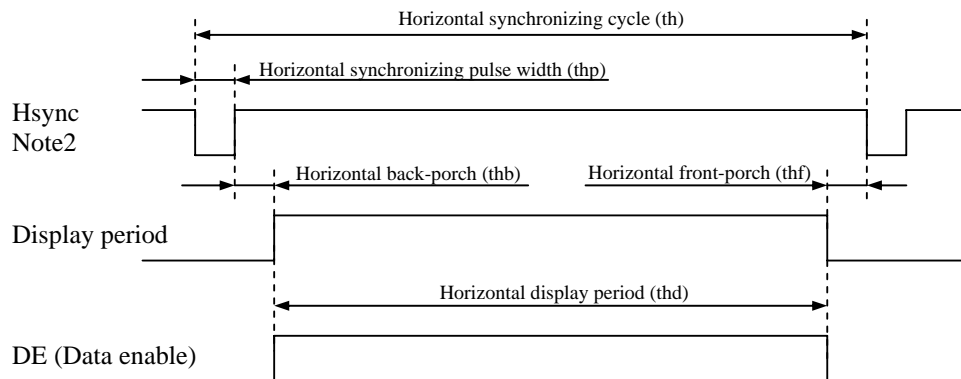 Horizontal synchronizing cycle (th)
Horizontal synchronizing pulse width (thp)
Hsync
Note2
Horizontal back-porch (thb)
Horizontal front-porch (thf)
Display period
Horizontal display period (thd)
DE (Data enable)